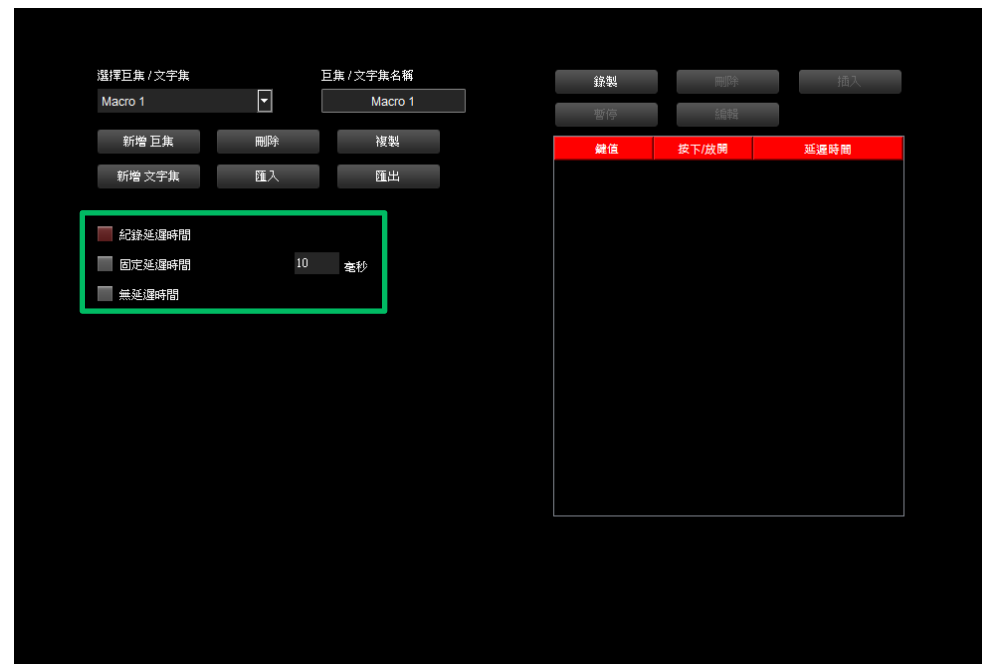 選擇巨集 / 文字集
Macro 1
巨集 / 文字集名稱
Macro 1
新增 巨集
刪除
複製
新增 文字集
匯入
匯出
紀錄延遲時間
固定延遲時間
10
毫秒
無延遲時間
錄製
刪除
插入
暫停
編輯
鍵值
按下/放開
延遲時間